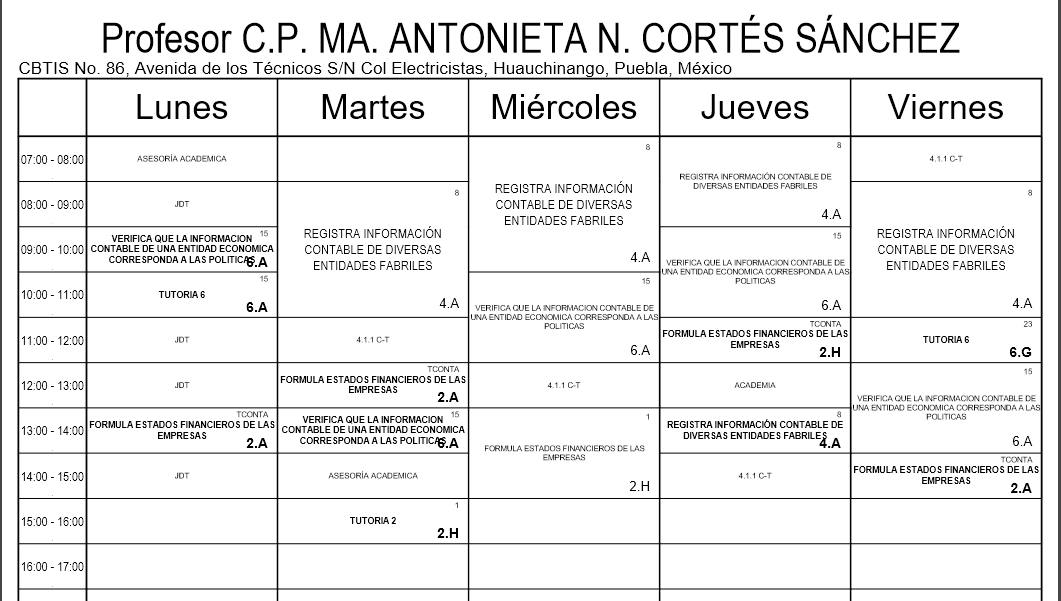 Profesor C.P. MA. ANTONIETA N. CORTÉS SÁNCHEZ
CBTIS No. 86, Avenida de los Técnicos S/N Col Electricistas, Huauchinango, Puebla, México
Lunes Martes Miércoles Jueves Viernes
07:00 - 08:00
ASESORÍA ACADEMICA
8
REGISTRA INFORMACIÓN
CONTABLE DE DIVERSAS
ENTIDADES FABRILES
4.A
8
REGISTRA INFORMACIÓN CONTABLE DE
DIVERSAS ENTIDADES FABRILES
4.A
4.1.1 C-T
08:00 - 09:00
JDT
8
REGISTRA INFORMACIÓN
CONTABLE DE DIVERSAS
ENTIDADES FABRILES
4.A
8
REGISTRA INFORMACIÓN
CONTABLE DE DIVERSAS
ENTIDADES FABRILES
4.A
09:00 - 10:00
15
VERIFICA QUE LA INFORMACION
CONTABLE DE UNA ENTIDAD ECONOMICA
CORRESPONDA A LAS POLITICAS
6.A
15
VERIFICA QUE LA INFORMACION CONTABLE DE
UNA ENTIDAD ECONOMICA CORRESPONDA A LAS
POLITICAS
6.A
10:00 - 11:00
15
TUTORIA 6
6.A
15
VERIFICA QUE LA INFORMACION CONTABLE DE
UNA ENTIDAD ECONOMICA CORRESPONDA A LAS
POLITICAS
6.A
11:00 - 12:00
JDT
4.1.1 C-T
TCONTA
FORMULA ESTADOS FINANCIEROS DE LAS
EMPRESAS
2.H
23
TUTORIA 6
6.G
12:00 - 13:00
JDT
TCONTA
FORMULA ESTADOS FINANCIEROS DE LAS
EMPRESAS
2.A
4.1.1 C-T
ACADEMIA
15
VERIFICA QUE LA INFORMACION CONTABLE DE
UNA ENTIDAD ECONOMICA CORRESPONDA A LAS
POLITICAS
6.A
13:00 - 14:00
TCONTA
FORMULA ESTADOS FINANCIEROS DE LAS
EMPRESAS
2.A
15
VERIFICA QUE LA INFORMACION
CONTABLE DE UNA ENTIDAD ECONOMICA
CORRESPONDA A LAS POLITICAS
6.A
1
FORMULA ESTADOS FINANCIEROS DE LAS
EMPRESAS
2.H
8
REGISTRA INFORMACIÓN CONTABLE DE
DIVERSAS ENTIDADES FABRILES
4.A
14:00 - 15:00
JDT
ASESORÍA ACADEMICA
4.1.1 C-T
TCONTA
FORMULA ESTADOS FINANCIEROS DE LAS
EMPRESAS
2.A
15:00 - 16:00
1
TUTORIA 2
2.H
16:00 - 17:00